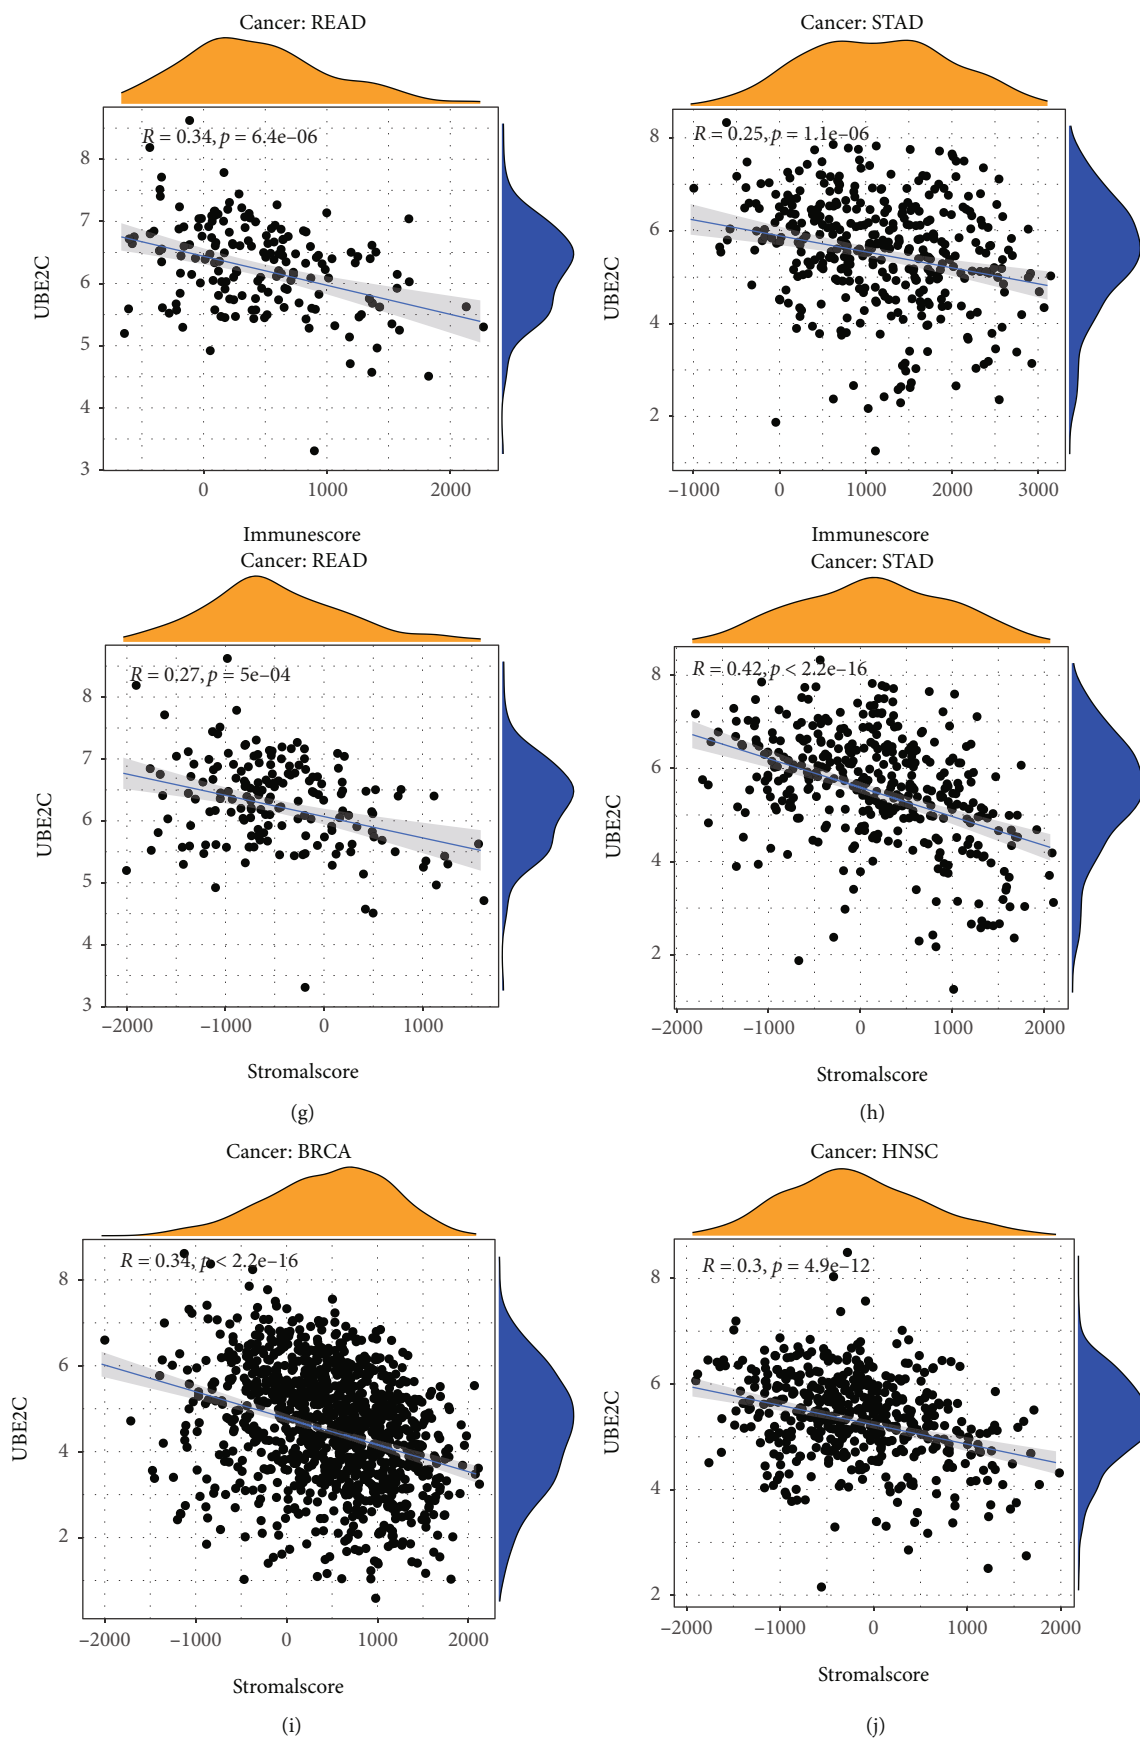 Cancer: READ
R = 0.34, p = 6.4e–06
8
7
6
5
4
3
UBE2C
0 1000 2000
Immunescore
Cancer: STAD
R = 0.25, p = 1.1e–06
8
6
4
2
UBE2C
–1000 0 1000 2000 3000
Immunescore
Cancer: READ
R = 0.27, p = 5e–04
8
7
6
5
4
3
UBE2C
–2000 –1000 0 1000
Stromalscore
(g)
Cancer: STAD
R = 0.42, p < 2.2e–16
8
6
4
2
UBE2C
–2000 –1000 0 1000 2000
Stromalscore
(h)
Cancer: BRCA
R = 0.34, p < 2.2e–16
8
6
4
2
UBE2C
–2000 –1000 0 1000 2000
Stromalscore
(i)
Cancer: HNSC
R = 0.3, p = 4.9e–12
8
6
4
2
UBE2C
–2000 –1000 0 1000 2000
Stromalscore
(j)